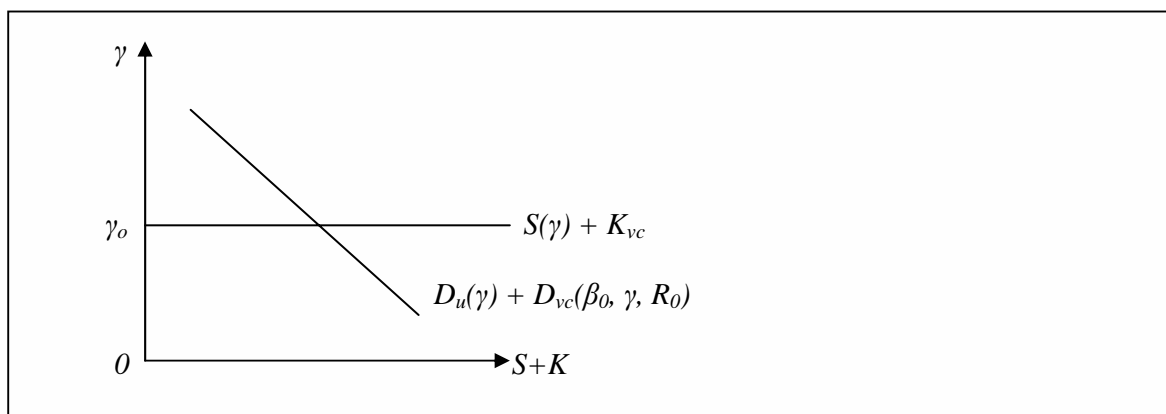 γ
γo
S(γ) + Kvc
Du(γ) + Dvc(β0, γ, R0)
0
S+K